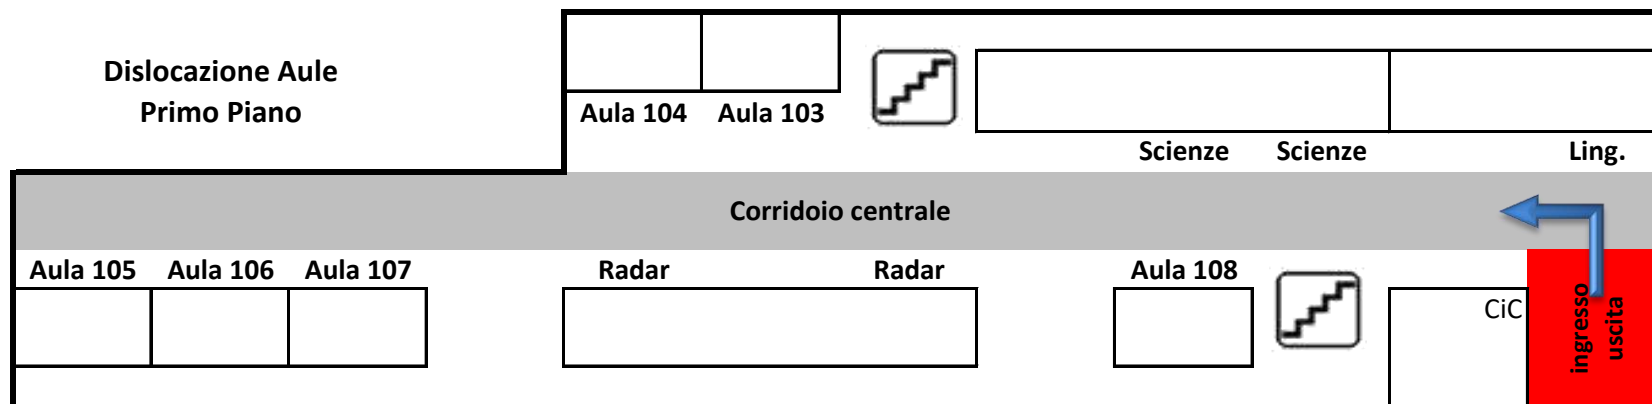 Dislocazione Aule
Primo Piano
Aula 104 Aula 103
Scienze Scienze Ling.
Corridoio centrale
Aula 105 Aula 106 Aula 107 Radar Radar Aula 108
CiC
ingresso
uscita